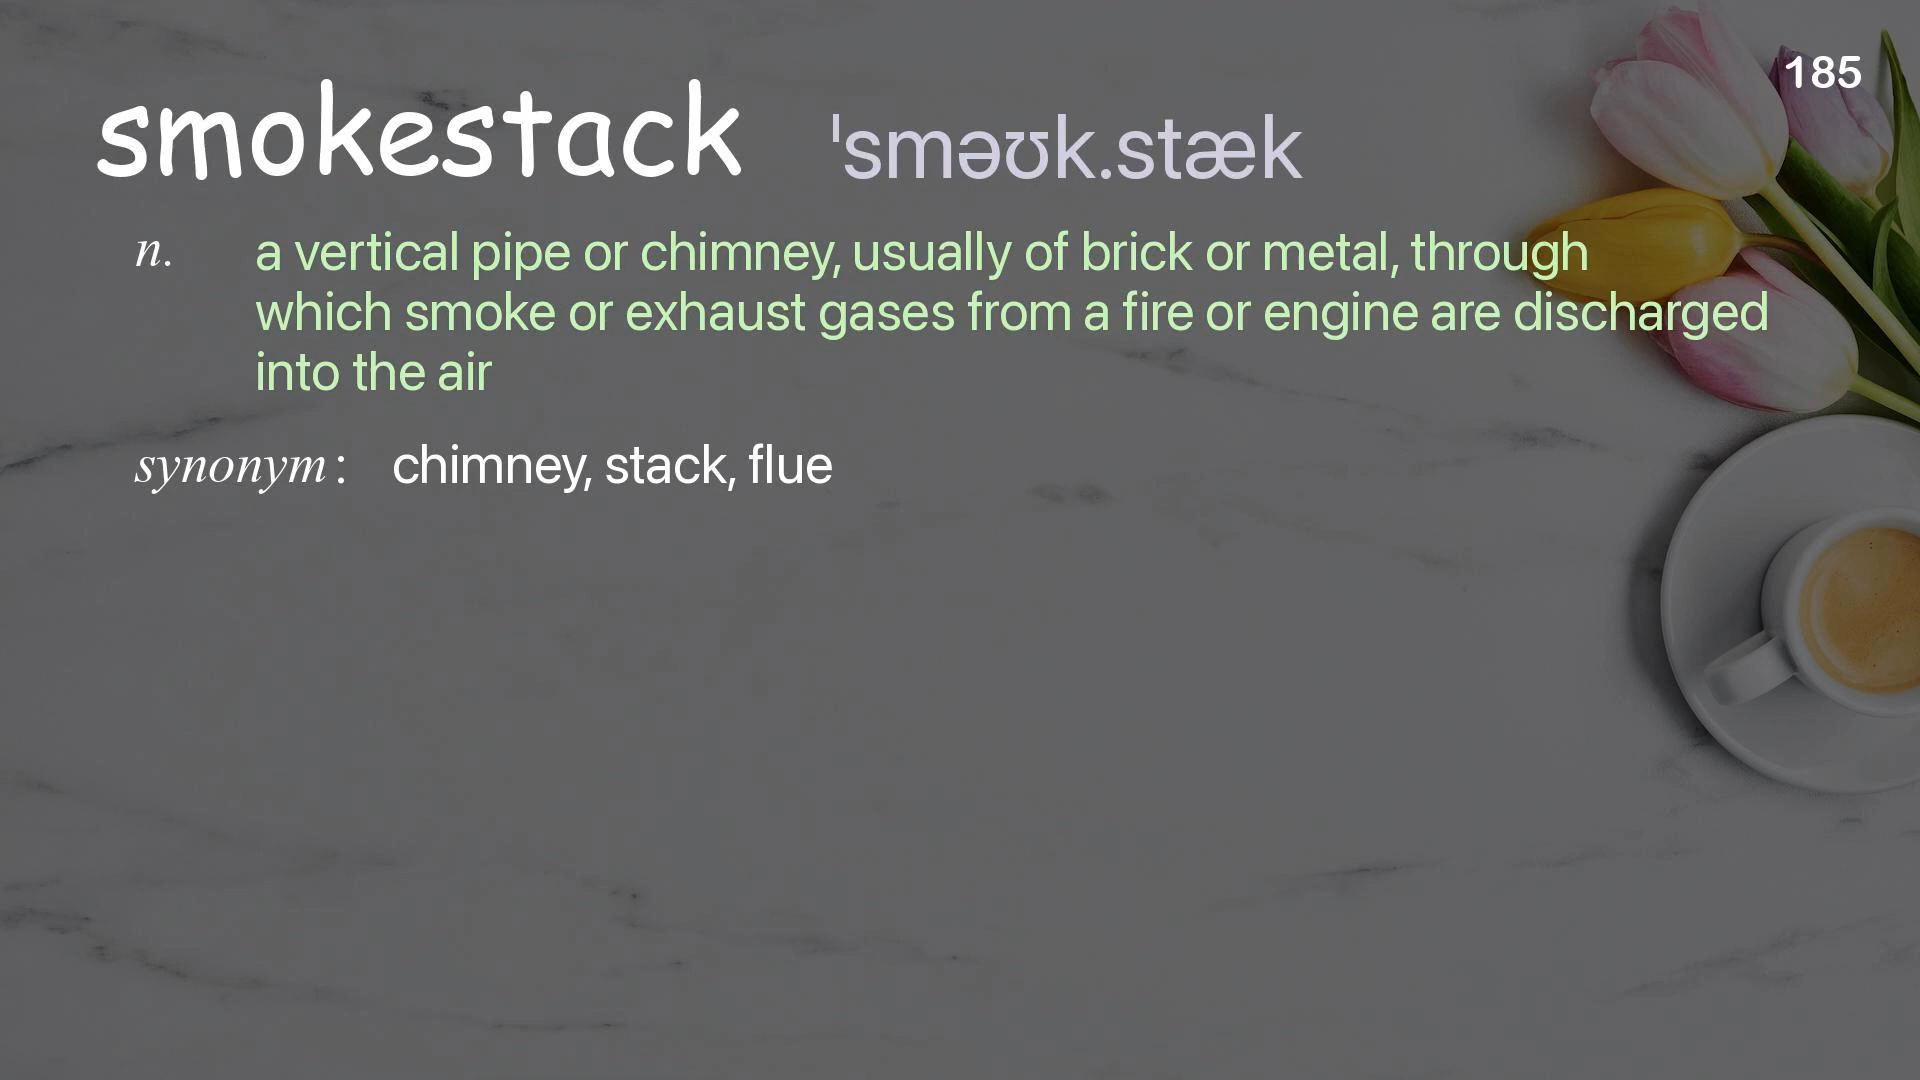 185
smokestack ˈsməʊk.stæk
n. a vertical pipe or chimney, usually of brick or metal, through
which smoke or exhaust gases from a fire or engine are discharged
into the air
synonym : chimney, stack, flue